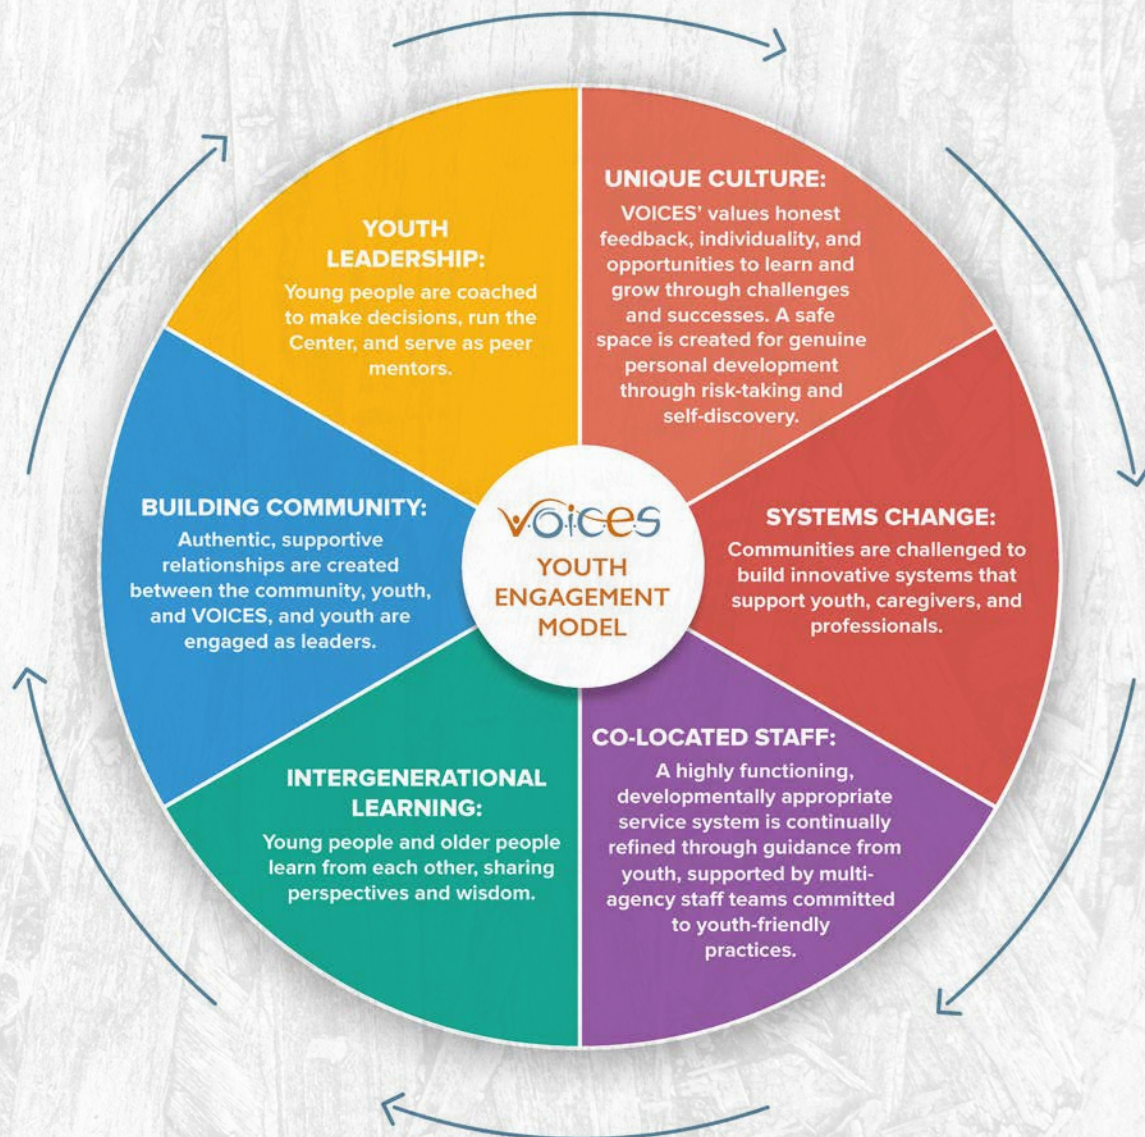 UNIQUE CULTURE:
VOICES' values honest
feedback, individuality, and
opportunities to learn and
grow through challenges
and successes. A safe
space is created for genuine
personal development
through risk-taking and
self-discovery.
SYSTEMS CHANGE:
Communities are challenged to
build innovative systems that
support youth, caregivers, and
professionals.
CO-LOCATED STAFF:
A highly functioning,
developmentally appropriate
service system is continually
refined through guidance from
youth, supported by multi-
agency staff teams committed
to youth-friendly
practices.
INTERGENERATIONAL
LEARNING:
Young people and older people
learn from each other, sharing
perspectives and wisdom.
BUILDING COMMUNITY:
Authentic, supportive
relationships are created
between the community, youth,
and VOICES, and youth are
engaged as leaders.
YOUTH
LEADERSHIP:
Young people are coached
to make decisions, run the
Center, and serve as peer
mentors.
voices
YOUTH
ENGAGEMENT
MODEL